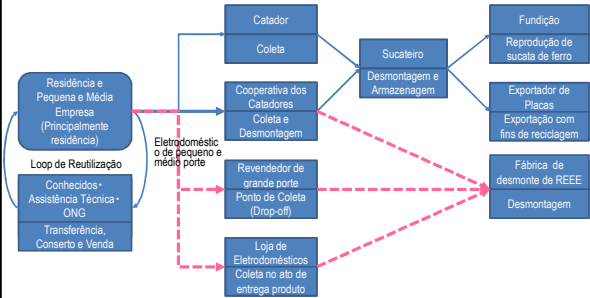 Catador
Coleta
Fundição
Reprodução de
sucata de ferro
Sucateiro
Desmontagem e
Armazenagem
Residência e
Pequena e Média
Empresa
(Principalmente
residência)
Cooperativa dos
Catadores
Coleta e
Desmontagem
Exportador de
Placas
Exportação com
fins de reciclagem
Loop de Reutilização
Eletrodoméstic
o de pequeno e
médio porte
Conhecidos・
Assistência Técnica・
ONG
Transferência,
Conserto e Venda
Revendedor de
grande porte
Ponto de Coleta
(Drop-off)
Fábrica de
desmonte de REEE
Desmontagem
Loja de
Eletrodomésticos
Coleta no ato de
entrega produto